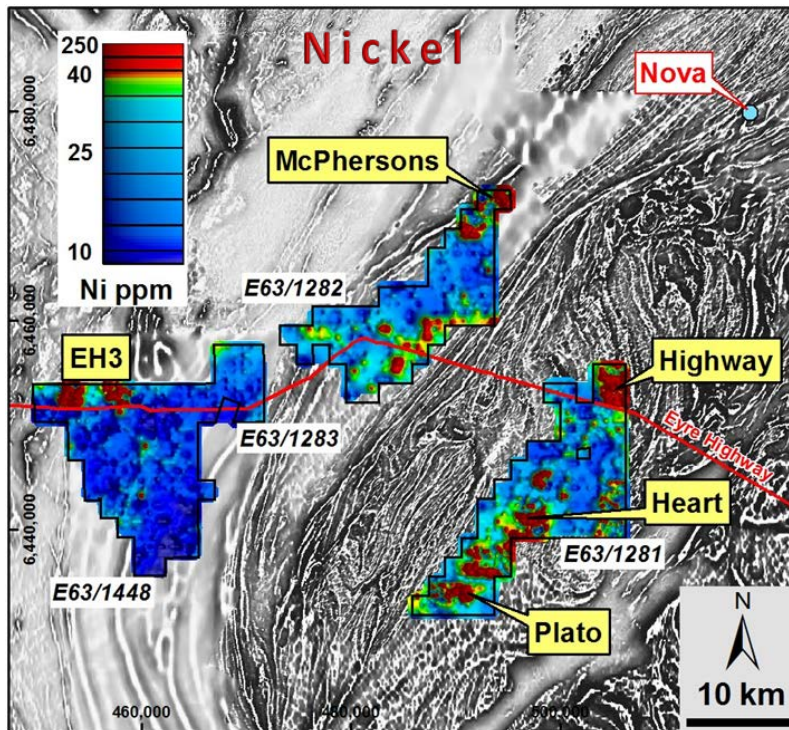 Nickel
250
40
25
10
Ni ppm
Nova
6,480,000
McPhersons
E63/1282
6,460,000
EH3
Highway
E63/1283
Eyre Highway
Heart
6,440,000
E63/1281
E63/1448
Plato
N
10 km
460,000
480,000
500,000